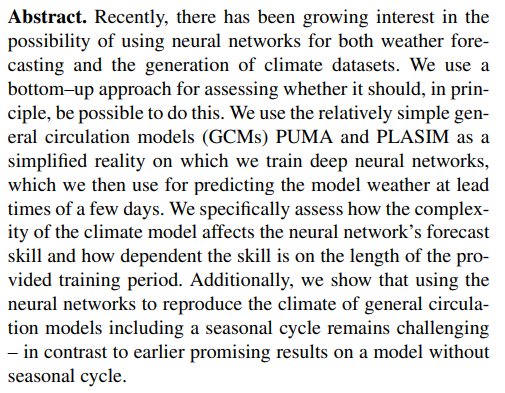 Abstract. Recently, there has been growing interest in the
possibility of using neural networks for both weather fore-
casting and the generation of climate datasets. We use a
bottom–up approach for assessing whether it should, in prin-
ciple, be possible to do this. We use the relatively simple gen-
eral circulation models (GCMs) PUMA and PLASIM as a
simplified reality on which we train deep neural networks,
which we then use for predicting the model weather at lead
times of a few days. We specifically assess how the complex-
ity of the climate model affects the neural network's forecast
skill and how dependent the skill is on the length of the pro-
vided training period. Additionally, we show that using the
neural networks to reproduce the climate of general circula-
tion models including a seasonal cycle remains challenging
– in contrast to earlier promising results on a model without
seasonal cycle.